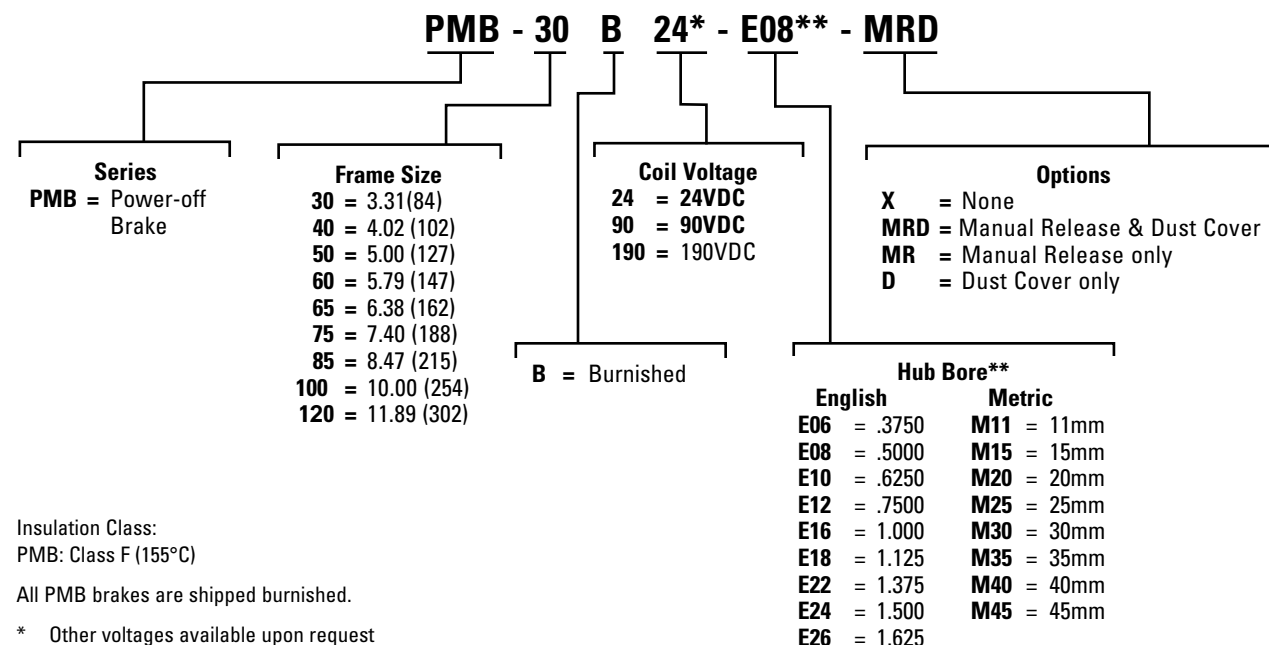 PMB - 30 B 24* - E08** - MRD
Series
PMB = Power-off
Brake
Frame Size
30 = 3.31(84)
40 = 4.02 (102)
50 = 5.00 (127)
60 = 5.79 (147)
65 = 6.38 (162)
75 = 7.40 (188)
85 = 8.47 (215)
100 = 10.00 (254)
120 = 11.89 (302)
B = Burnished
Coil Voltage
24 = 24VDC
90 = 90VDC
190 = 190VDC
Hub Bore**
English Metric
E06 = .3750 M11 = 11mm
E08 = .5000 M15 = 15mm
E10 = .6250 M20 = 20mm
E12 = .7500 M25 = 25mm
E16 = 1.000 M30 = 30mm
E18 = 1.125 M35 = 35mm
E22 = 1.375 M40 = 40mm
E24 = 1.500 M45 = 45mm
E26 = 1.625
Options
X = None
MRD = Manual Release & Dust Cover
MR = Manual Release only
D = Dust Cover only
Insulation Class:
PMB: Class F (155°C)
All PMB brakes are shipped burnished.
* Other voltages available upon request